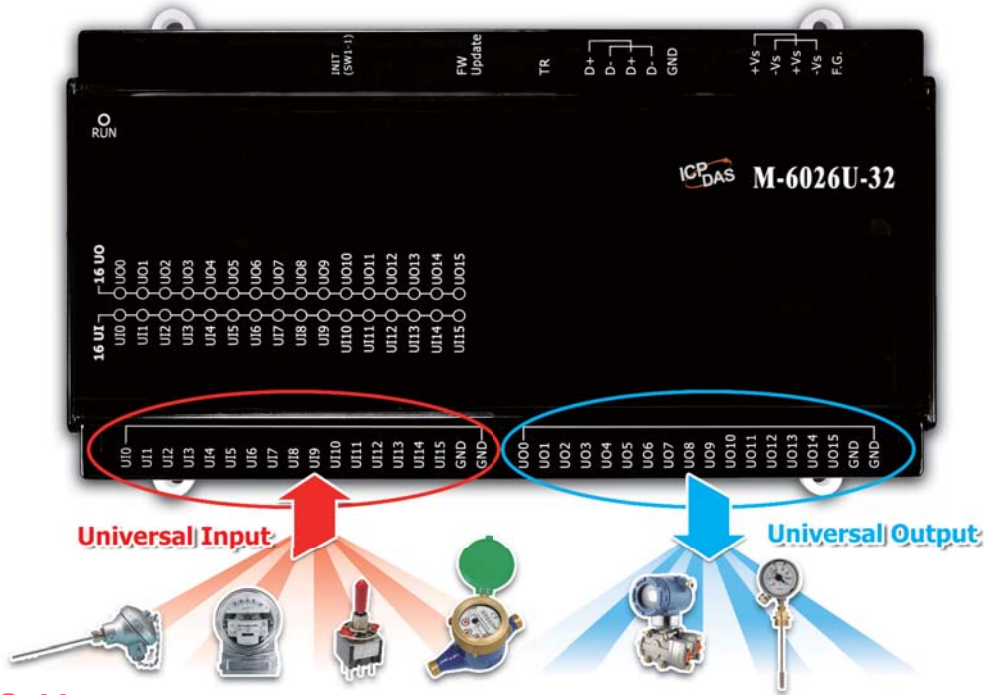 INIT
(SW1-1)
FW
Update
TR
D+
D-
D+
D-
GND
+Vs
-Vs
+Vs
-Vs
F.G.
RUN
ICP DAS
M-6026U-32
16 UO
UO0
UO1
UO2
UO3
UO4
UO5
UO6
UO7
UO8
UO9
UO10
UO11
UO12
UO13
UO14
UO15
16 UI
UI0
UI1
UI2
UI3
UI4
UI5
UI6
UI7
UI8
UI9
UI10
UI11
UI12
UI13
UI14
UI15
UI0
UI1
UI2
UI3
UI4
UI5
UI6
UI7
UI8
UI9
UI10
UI11
UI12
UI13
UI14
UI15
GND
GND
UO0
UO1
UO2
UO3
UO4
UO5
UO6
UO7
UO8
UO9
UO10
UO11
UO12
UO13
UO14
UO15
GND
GND
Universal Input
Universal Output